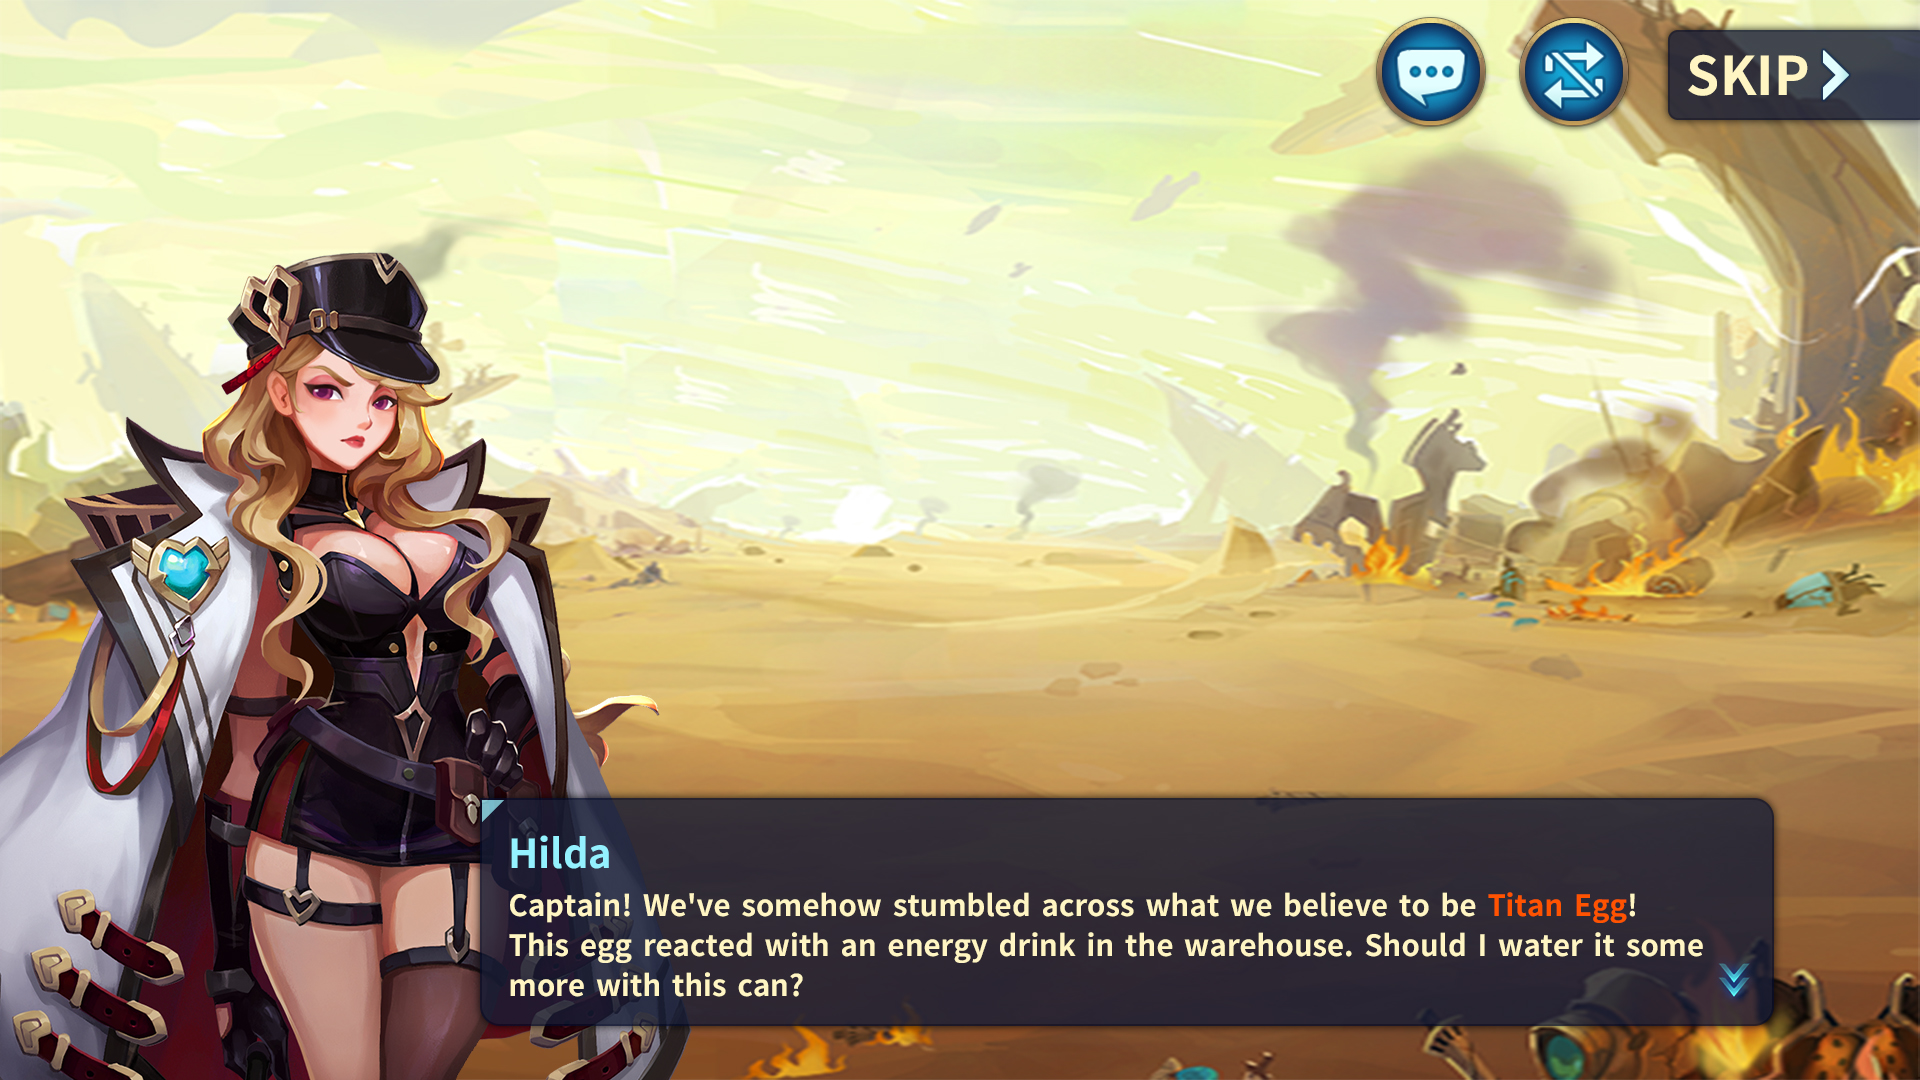 SKIP
Hilda
Captain! We've somehow stumbled across what we believe to be Titan Egg!
This egg reacted with an energy drink in the warehouse. Should I water it some
more with this can?